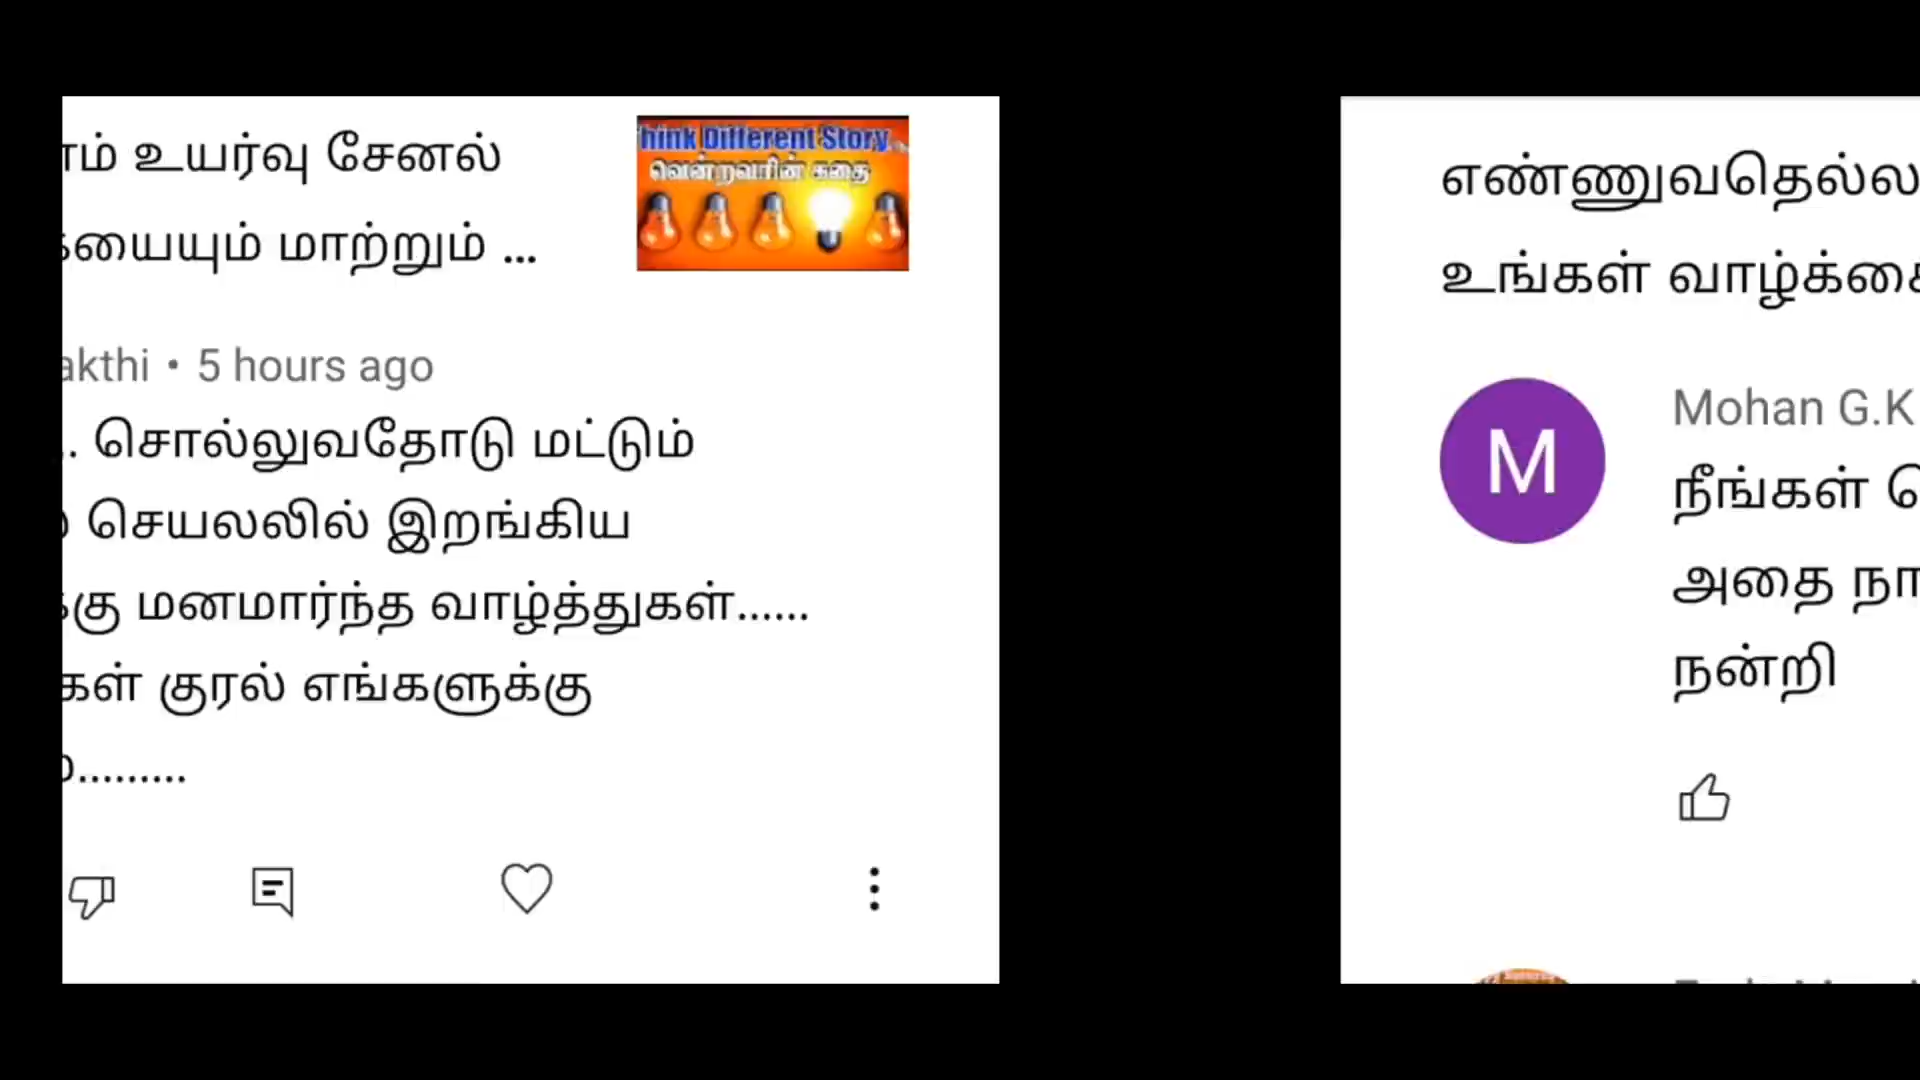 ாம் உயர்வு சேனல்
கயையும் மாற்றும் ...
hink Different Story
வென்றவரின் கதை
akthi • 5 hours ago
.. சொல்லுவதோடு மட்டும்
செயலலில் இறங்கிய
க்கு மனமார்ந்த வாழ்த்துகள்......
கள் குரல் எங்களுக்கு
.........
எண்ணுவதெல்ல
உங்கள் வாழ்க்கை
M
Mohan G.K
நீங்கள்
அதை நா
நன்றி